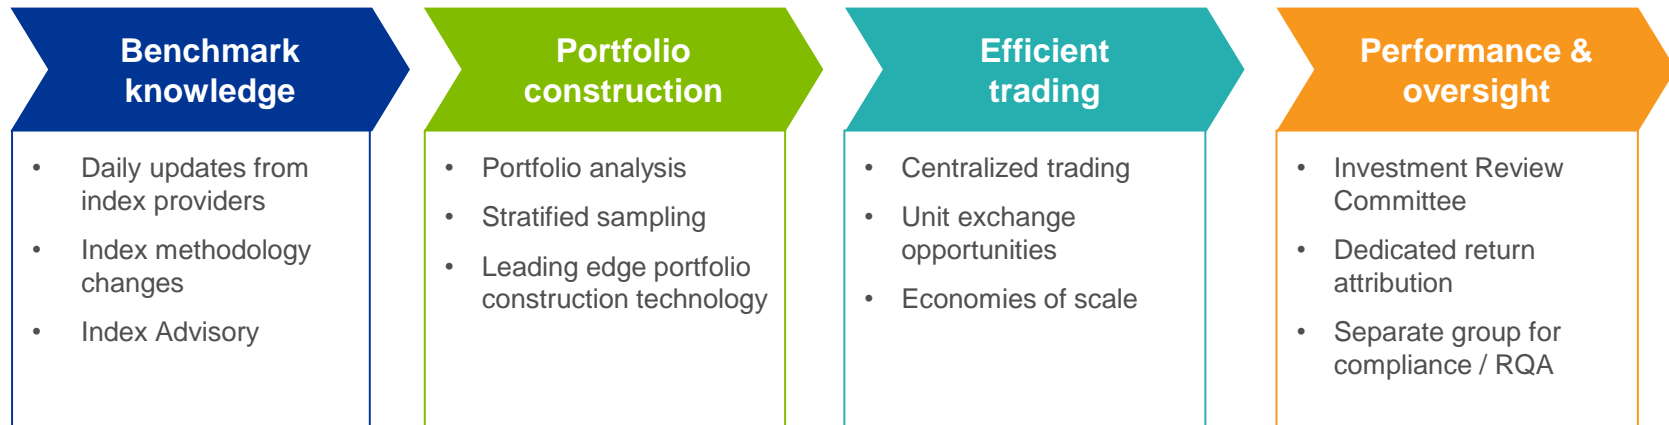 Benchmark
knowledge
• Daily updates from
index providers
• Index methodology
changes
• Index Advisory
Portfolio
construction
• Portfolio analysis
• Stratified sampling
• Leading edge portfolio
construction technology
Efficient
trading
• Centralized trading
• Unit exchange
opportunities
• Economies of scale
Performance &
oversight
• Investment Review
Committee
• Dedicated return
attribution
• Separate group for
compliance / RQA